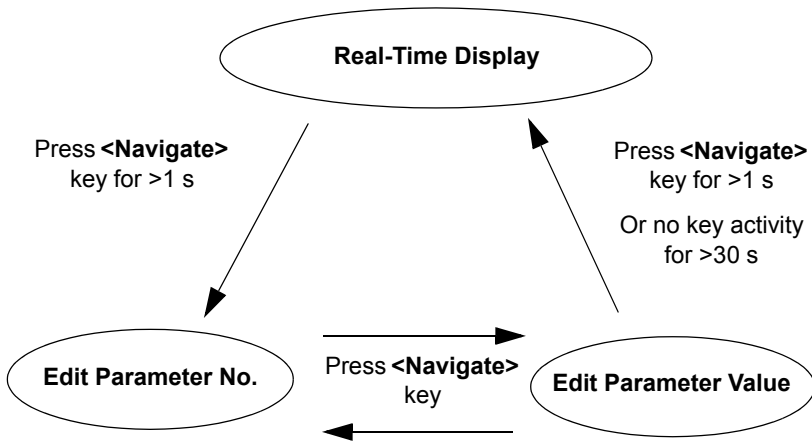 Real-Time Display
Press <Navigate>
key for >1 s
Press <Navigate>
key for >1 s
Or no key activity
for >30 s
Edit Parameter No.
Press <Navigate>
key
Edit Parameter Value